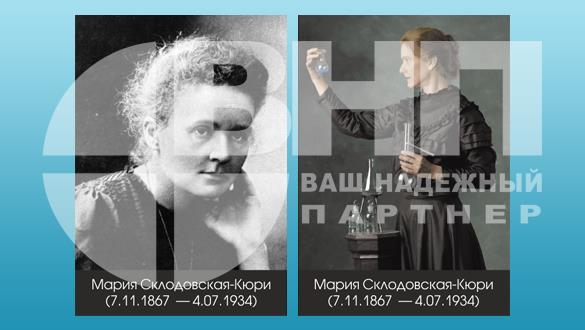 ВНП
ВАШ НАДЕЖНЫЙ
ПАРТНЕР
Мария Склодовская-Кюри
(7.11.1867 — 4.07.1934)
Мария Склодовская-Кюри
(7.11.1867 — 4.07.1934)